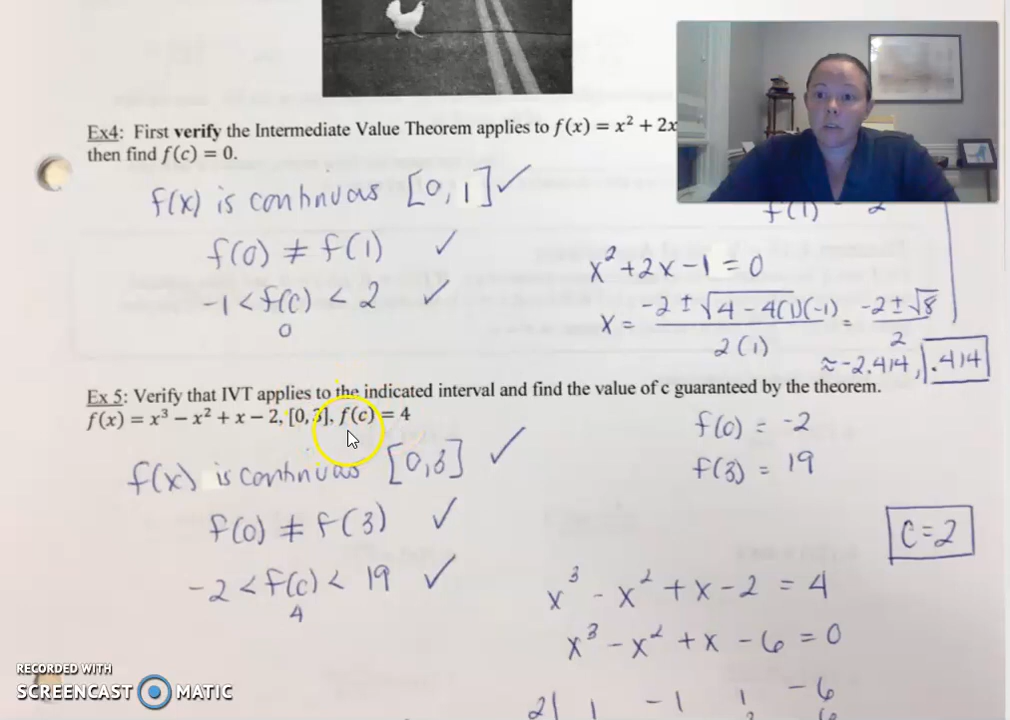 Ex4: First verify the Intermediate Value Theorem applies to f(x) = x² + 2x
then find f(c) = 0.
f(x) is continuas [0,1] ✓
f(0) ≠ f(1) ✓
-1 < f(c) < 2 ✓
0
f(1) 2
x² + 2x - 1 = 0
x = (-2 ± √4 - 4(1)(-1)) / 2(1) = (-2 ± √8) / 2
≈ -2.414, .414
Ex 5: Verify that IVT applies to the indicated interval and find the value of c guaranteed by the theorem.
f(x) = x³ − x² + x − 2, [0, 3], f(c) = 4
f(x) is continuas [0,3] ✓
f(0) ≠ f(3) ✓
-2 < f(c) < 19 ✓
4
f(0) = -2
f(3) = 19
C=2
x³ - x² + x - 2 = 4
x³ - x² + x - 6 = 0
2| 1 -1 1 -6
RECORDED WITH
SCREENCAST MATIC